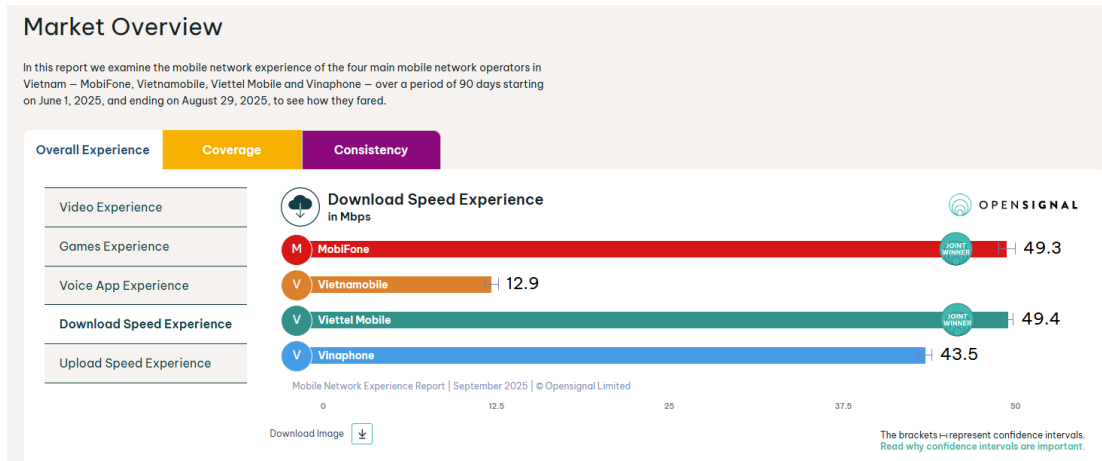 Market Overview
In this report we examine the mobile network experience of the four main mobile network operators in
Vietnam — MobiFone, Vietnamobile, Viettel Mobile and Vinaphone — over a period of 90 days starting
on June 1, 2025, and ending on August 29, 2025, to see how they fared.
Overall Experience
Coverage
Consistency
Video Experience
Games Experience
Voice App Experience
Download Speed Experience
Upload Speed Experience
Download Speed Experience
in Mbps
OPENSIGNAL
M MobiFone JOINT WINNER 49.3
V Vietnamobile 12.9
V Viettel Mobile JOINT WINNER 49.4
V Vinaphone 43.5
Mobile Network Experience Report | September 2025 | © Opensignal Limited
0 12.5 25 37.5 50
Download Image
The brackets represent confidence intervals.
Read why confidence intervals are important.